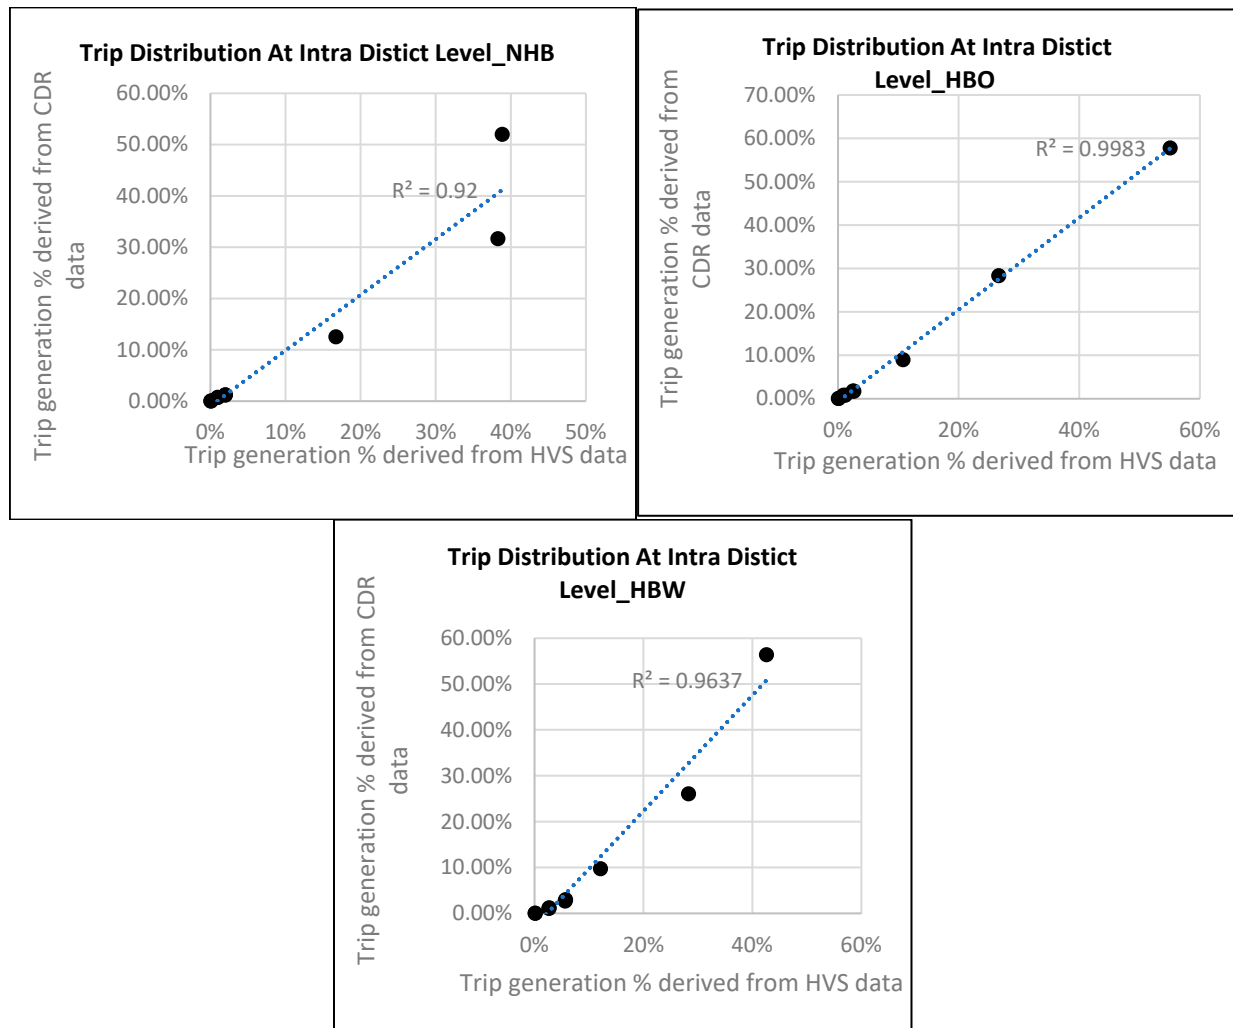 Trip Distribution At Intra Distict Level_NHB
Trip generation % derived from CDR
data
60.00%
50.00%
40.00%
30.00%
20.00%
10.00%
0.00%
R² = 0.92
0% 10% 20% 30% 40% 50%
Trip generation % derived from HVS data
Trip Distribution At Intra Distict
Level_HBO
Trip generation % derived from
CDR data
70.00%
60.00%
50.00%
40.00%
30.00%
20.00%
10.00%
0.00%
R² = 0.9983
0% 20% 40% 60%
Trip generation % derived from HVS data
Trip Distribution At Intra Distict
Level_HBW
Trip generation % derived from CDR
data
60.00%
50.00%
40.00%
30.00%
20.00%
10.00%
0.00%
R² = 0.9637
0% 20% 40% 60%
Trip generation % derived from HVS data